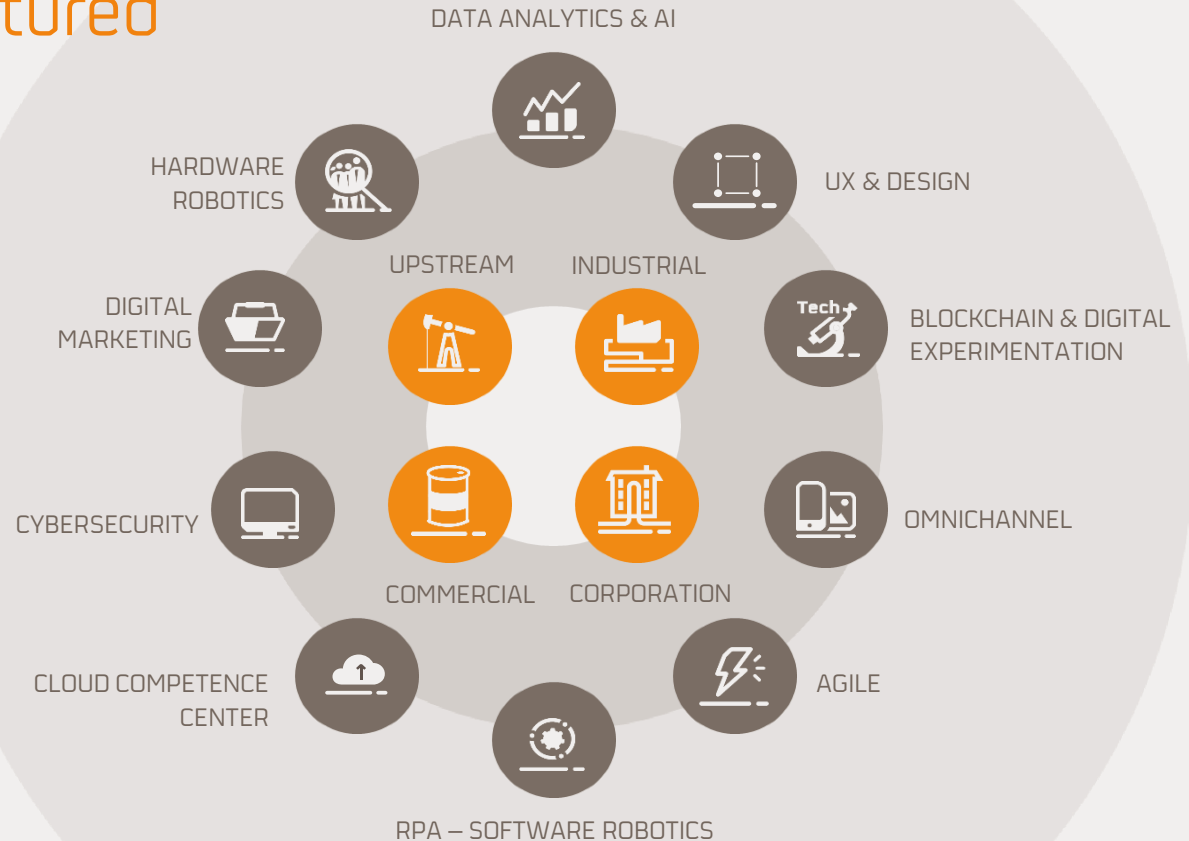 tured
DATA ANALYTICS & AI
HARDWARE
ROBOTICS
UX & DESIGN
UPSTREAM
INDUSTRIAL
DIGITAL
MARKETING
Tech
BLOCKCHAIN & DIGITAL
EXPERIMENTATION
CYBERSECURITY
OMNICHANNEL
COMMERCIAL
CORPORATION
CLOUD COMPETENCE
CENTER
AGILE
RPA – SOFTWARE ROBOTICS